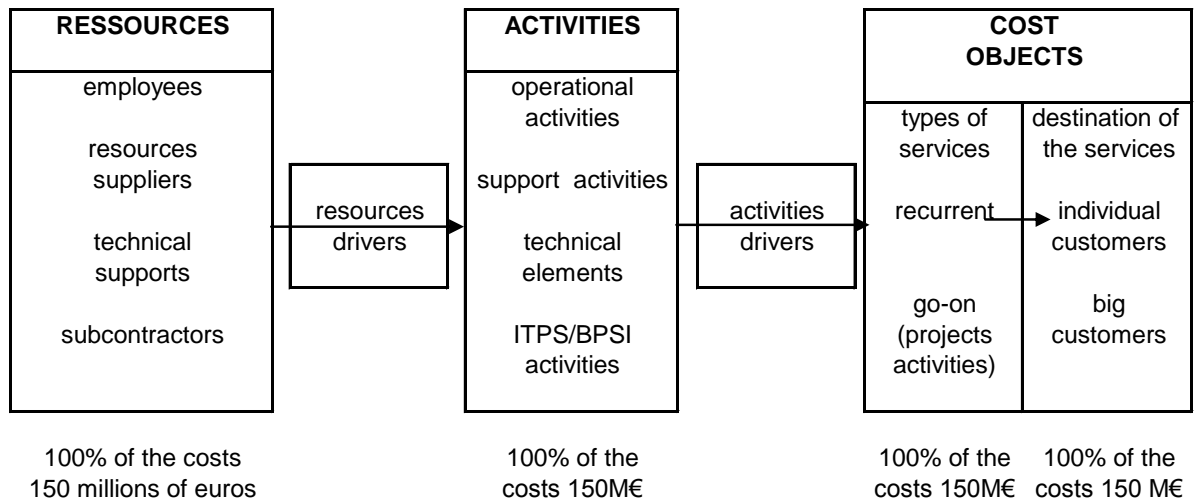 RESSOURCES
employees
resources
suppliers
technical
supports
subcontractors
100% of the costs
150 millions of euros
resources
drivers
ACTIVITIES
operational
activities
support activities
technical
elements
ITPS/BPSI
activities
100% of the
costs 150M€
activities
drivers
COST
OBJECTS
types of
services
recurrent
go-on
(projects
activities)
100% of the
costs 150M€
destination of
the services
individual
customers
big
customers
100% of the
costs 150 M€